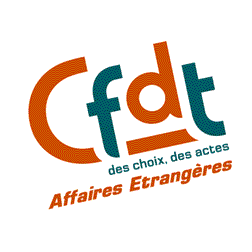 Cfdt
des choix, des actes
Affaires Etrangères